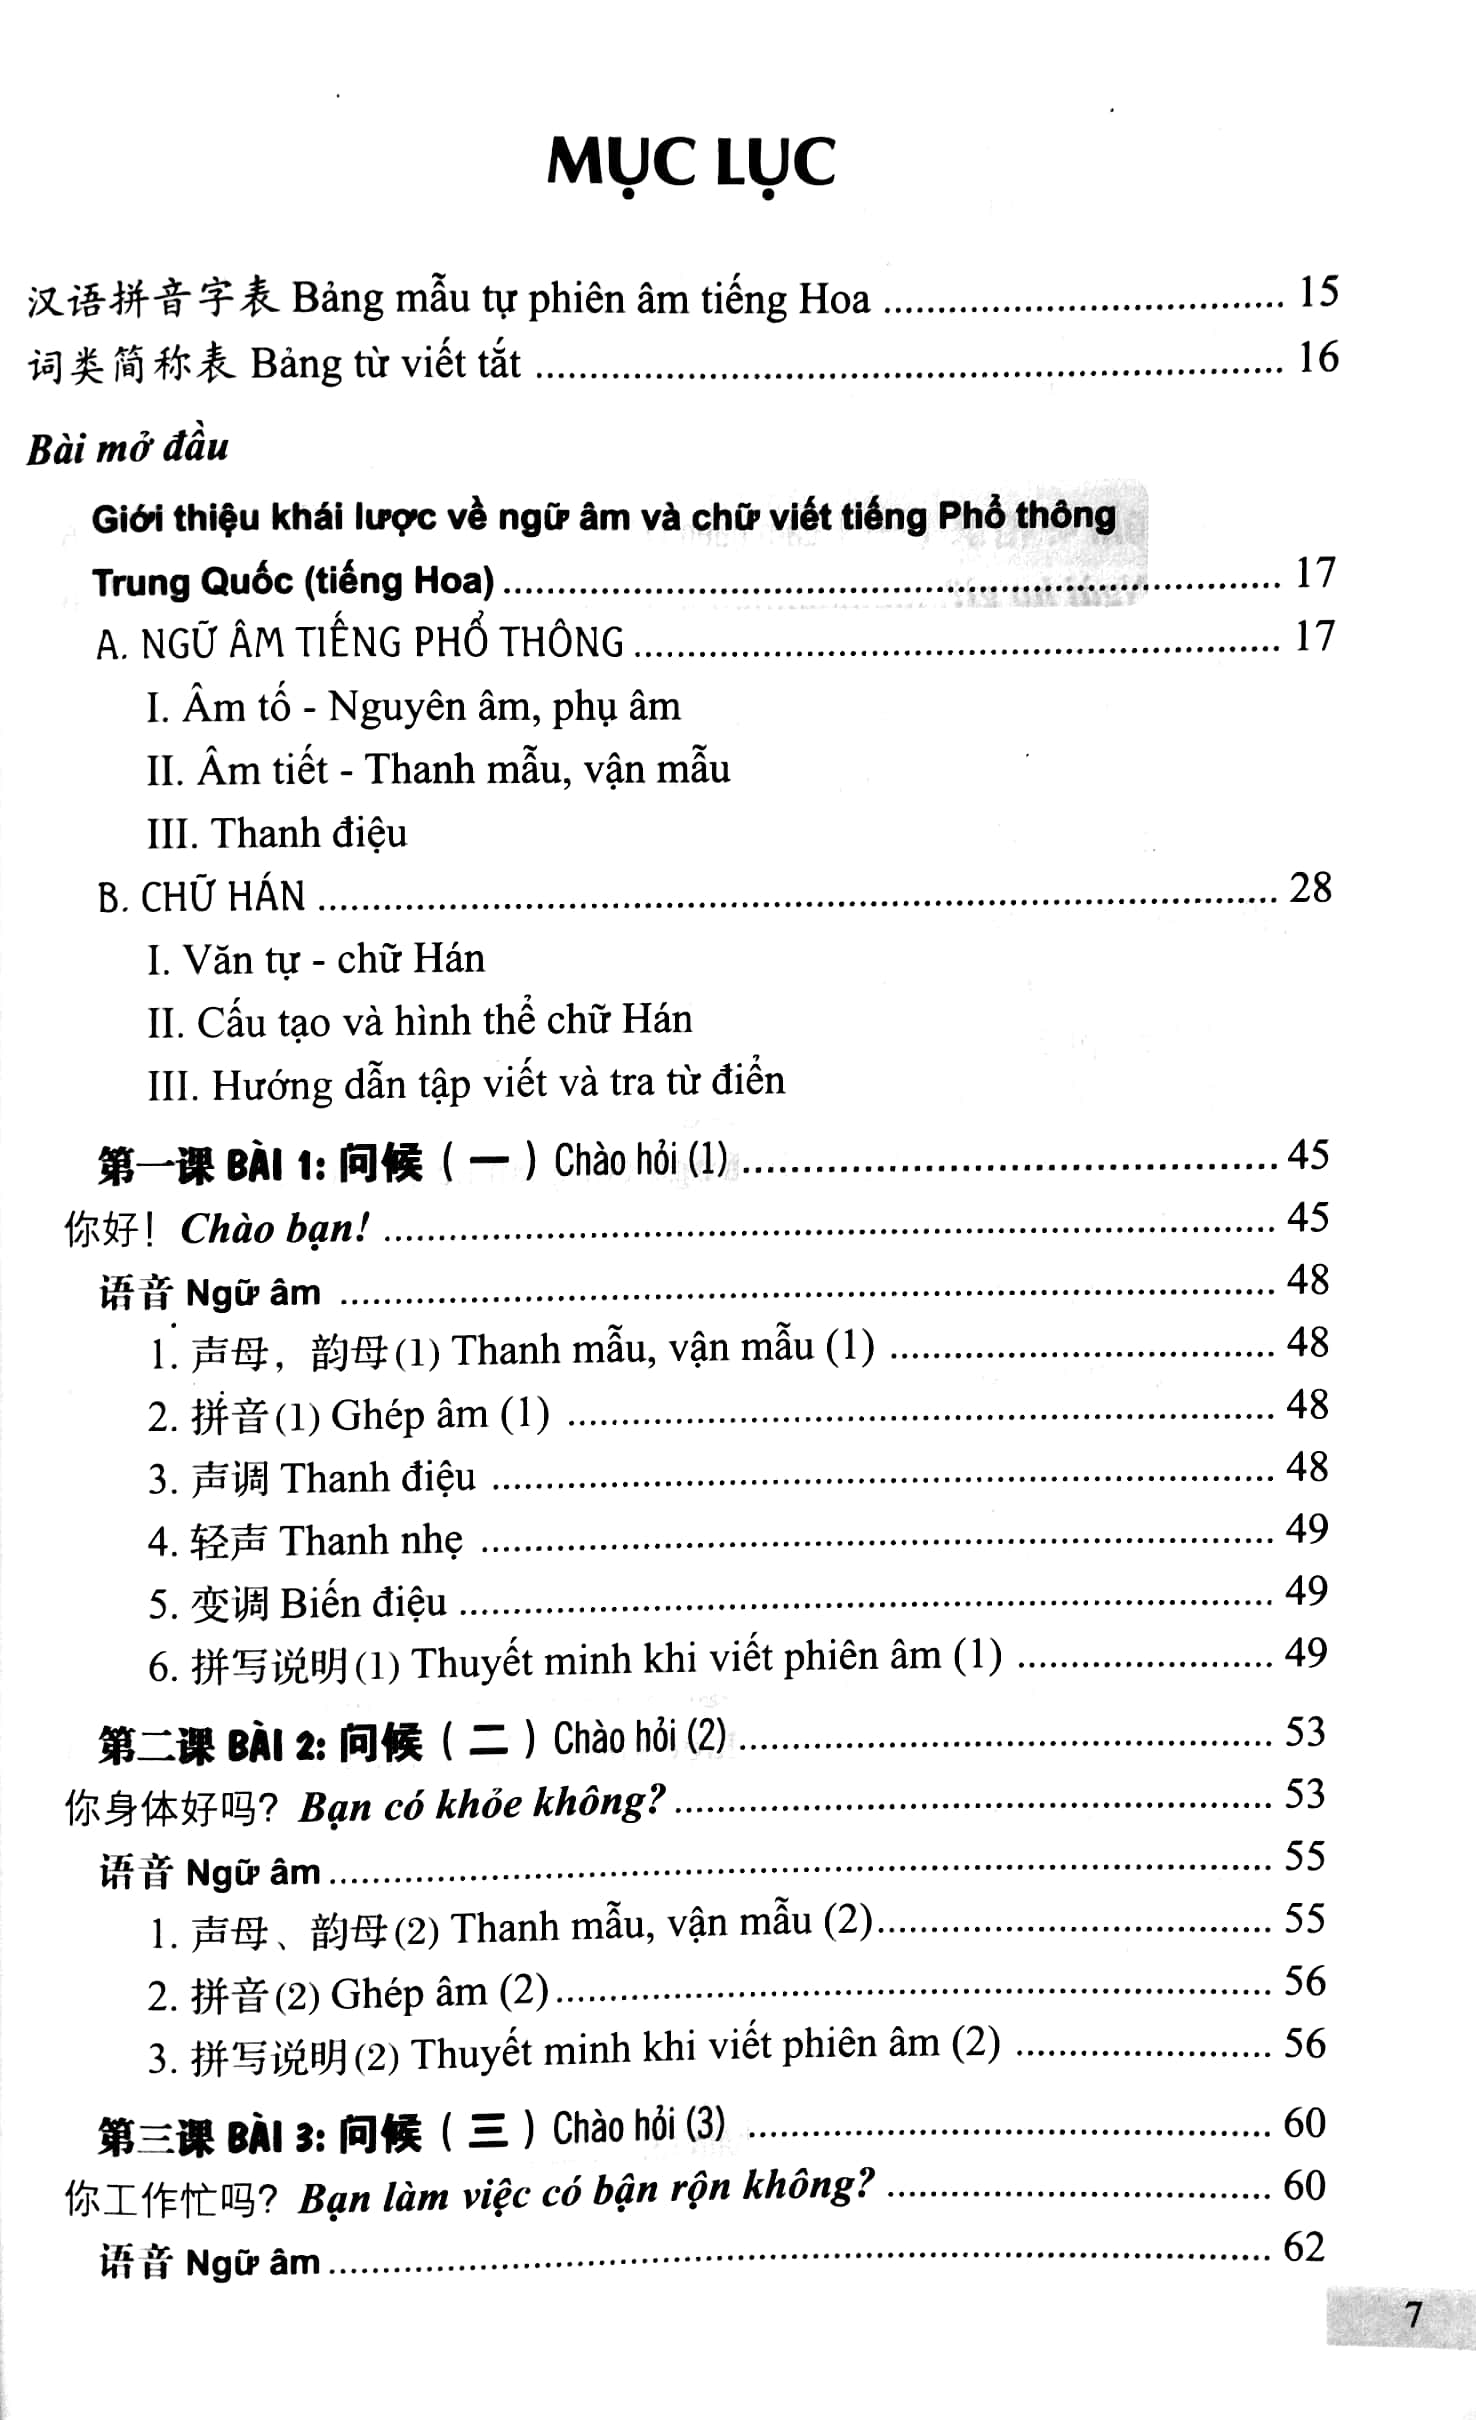 MỤC LỤC
汉语拼音字表 Bảng mẫu tự phiên âm tiếng Hoa ........ 15
词类简称表 Bảng từ viết tắt ........ 16
Bài mở đầu
Giới thiệu khái lược về ngữ âm và chữ viết tiếng Phổ thông
Trung Quốc (tiếng Hoa) ........ 17
A. NGỮ ÂM TIẾNG PHỔ THÔNG ........ 17
I. Âm tố - Nguyên âm, phụ âm
II. Âm tiết - Thanh mẫu, vận mẫu
III. Thanh điệu
B. CHỮ HÁN ........ 28
I. Văn tự - chữ Hán
II. Cấu tạo và hình thể chữ Hán
III. Hướng dẫn tập viết và tra từ điển
第一课 BÀI 1: 问候（一）Chào hỏi (1) ........ 45
你好！ Chào bạn! ........ 45
语音 Ngữ âm ........ 48
1. 声母，韵母(1) Thanh mẫu, vận mẫu (1) ........ 48
2. 拼音(1) Ghép âm (1) ........ 48
3. 声调 Thanh điệu ........ 48
4. 轻声 Thanh nhẹ ........ 49
5. 变调 Biến điệu ........ 49
6. 拼写说明(1) Thuyết minh khi viết phiên âm (1) ........ 49
第二课 BÀI 2: 问候（二）Chào hỏi (2) ........ 53
你身体好吗？ Bạn có khỏe không? ........ 53
语音 Ngữ âm ........ 55
1. 声母、韵母(2) Thanh mẫu, vận mẫu (2) ........ 55
2. 拼音(2) Ghép âm (2) ........ 56
3. 拼写说明(2) Thuyết minh khi viết phiên âm (2) ........ 56
第三课 BÀI 3: 问候（三）Chào hỏi (3) ........ 60
你工作忙吗？ Bạn làm việc có bận rộn không? ........ 60
语音 Ngữ âm ........ 62
7